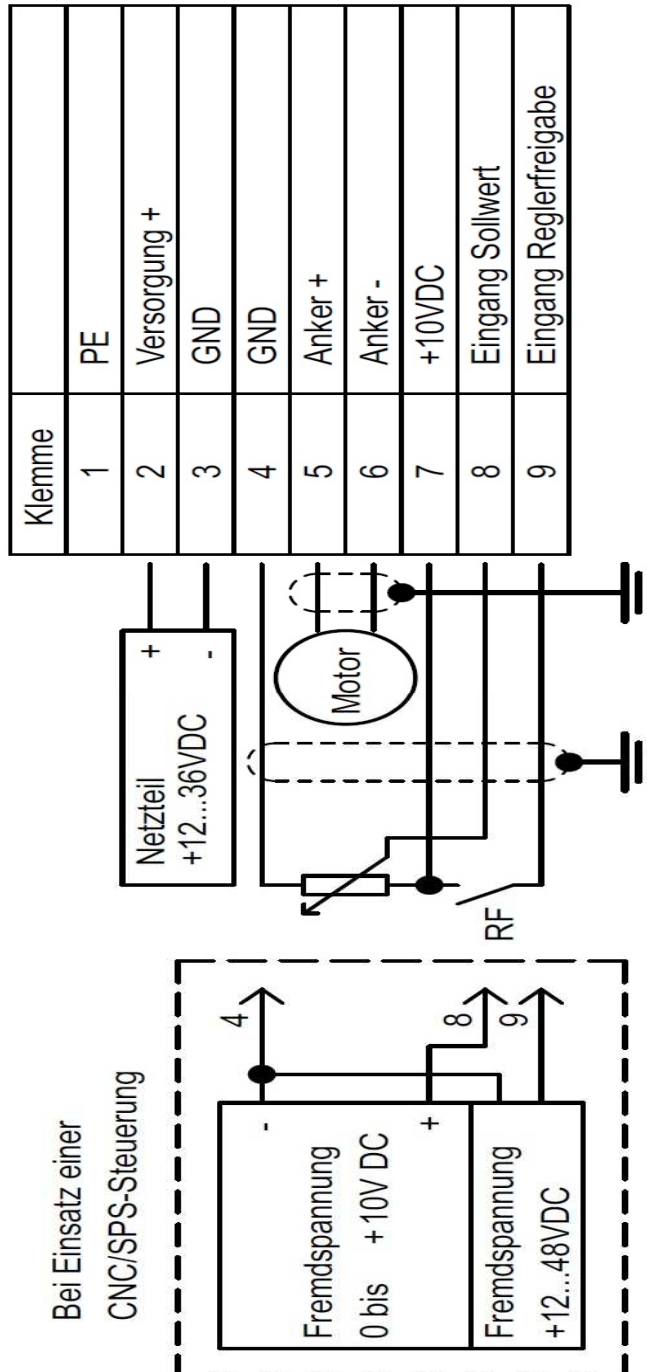 Klemme
1 PE
2 Versorgung +
3 GND
4 GND
5 Anker +
6 Anker -
7 +10VDC
8 Eingang Sollwert
9 Eingang Reglerfreigabe
Netzteil +
+12...36VDC -
Motor
RF
Bei Einsatz einer
CNC/SPS-Steuerung
- 4
Fremdspannung
0 bis +10V DC
+ 8
9
Fremdspannung
+12...48VDC